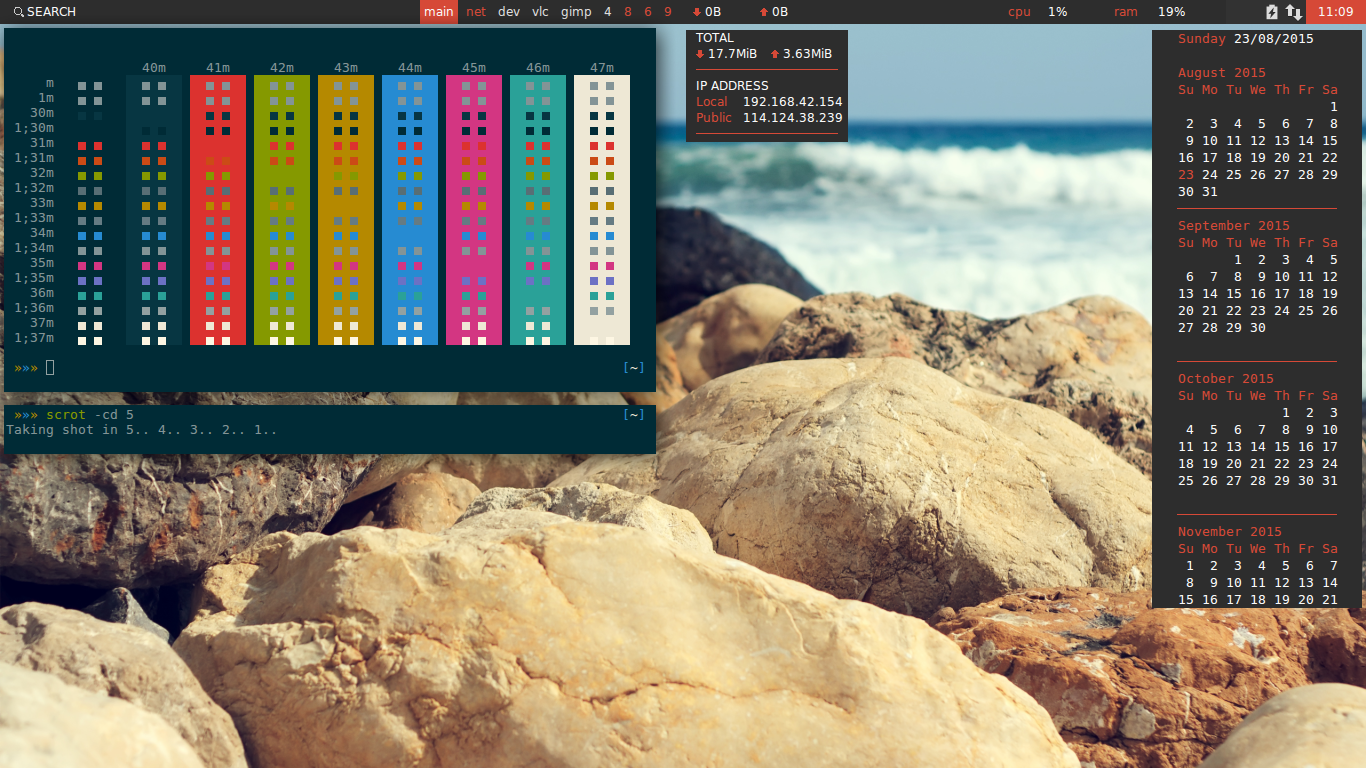 SEARCH
main net dev vlc gimp 4 8 6 9 0B 0B
cpu 1% ram 19% 11:09
40m 41m 42m 43m 44m 45m 46m 47m
m
1m
30m
1;30m
31m
1;31m
32m
1;32m
33m
1;33m
34m
1;34m
35m
1;35m
36m
1;36m
37m
1;37m
»»» [~]
»»» scrot -cd 5 [~]
Taking shot in 5.. 4.. 3.. 2.. 1..
TOTAL
17.7MiB 3.63MiB
IP ADDRESS
Local 192.168.42.154
Public 114.124.38.239
Sunday 23/08/2015
August 2015
Su Mo Tu We Th Fr Sa
1
2 3 4 5 6 7 8
9 10 11 12 13 14 15
16 17 18 19 20 21 22
23 24 25 26 27 28 29
30 31
September 2015
Su Mo Tu We Th Fr Sa
1 2 3 4 5
6 7 8 9 10 11 12
13 14 15 16 17 18 19
20 21 22 23 24 25 26
27 28 29 30
October 2015
Su Mo Tu We Th Fr Sa
1 2 3
4 5 6 7 8 9 10
11 12 13 14 15 16 17
18 19 20 21 22 23 24
25 26 27 28 29 30 31
November 2015
Su Mo Tu We Th Fr Sa
1 2 3 4 5 6 7
8 9 10 11 12 13 14
15 16 17 18 19 20 21